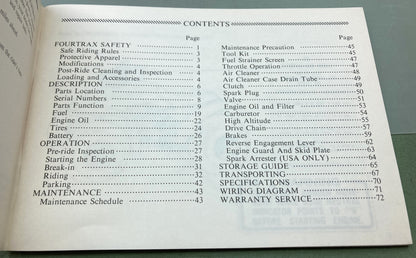 CONTENTS
Page
FOURTRAX SAFETY 1
Safe Riding Rules 3
Protective Apparel 3
Modifications 4
Post-Ride Cleaning and Inspection 4
Loading and Accessories 4
DESCRIPTION 6
Parts Location 6
Serial Numbers 8
Parts Function 9
Fuel 19
Engine Oil 22
Tires 24
Battery 26
OPERATION 27
Pre-ride Inspection 27
Starting the Engine 28
Break-in 31
Riding 32
Parking 42
MAINTENANCE 43
Maintenance Schedule 43
Page
Maintenance Precaution 45
Tool Kit 45
Fuel Strainer Screen 47
Throttle Operation 47
Air Cleaner 48
Air Cleaner Case Drain Tube 49
Clutch 49
Spark Plug 50
Valve 51
Engine Oil and Filter 53
Carburetor 54
High Altitude 55
Drive Chain 57
Brakes 59
Reverse Engagement Lever 62
Engine Guard And Skid Plate 63
Spark Arrester (USA ONLY) 64
STORAGE GUIDE 65
TRANSPORTING 67
SPECIFICATIONS 70
WIRING DIAGRAM 71
WARRANTY SERVICE 72